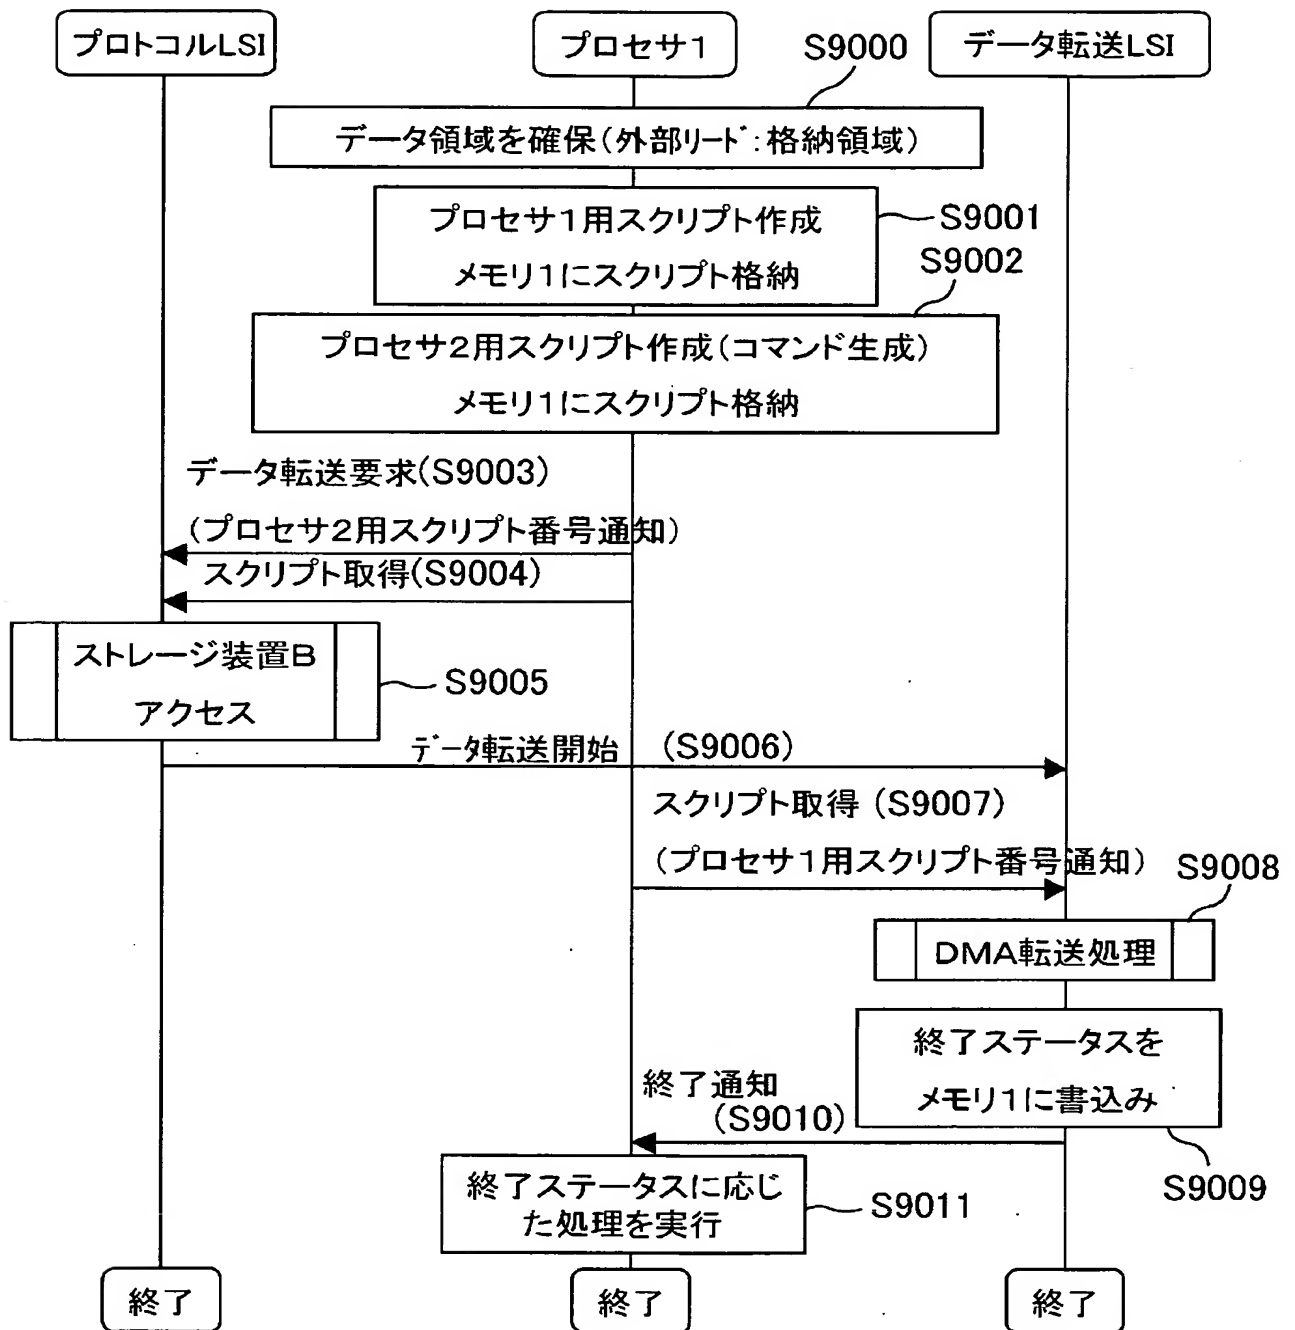 プロトコルLSI
プロセサ1
データ転送LSI
S9000
データ領域を確保(外部リード:格納領域)
プロセサ1用スクリプト作成
メモリ1にスクリプト格納
S9001
S9002
プロセサ2用スクリプト作成(コマンド生成)
メモリ1にスクリプト格納
データ転送要求(S9003)
(プロセサ2用スクリプト番号通知)
スクリプト取得(S9004)
ストレージ装置B
アクセス
S9005
データ転送開始 (S9006)
スクリプト取得 (S9007)
(プロセサ1用スクリプト番号通知)
S9008
DMA転送処理
終了ステータスを
メモリ1に書込み
S9009
終了通知
(S9010)
終了ステータスに応じ
た処理を実行
S9011
終了
終了
終了